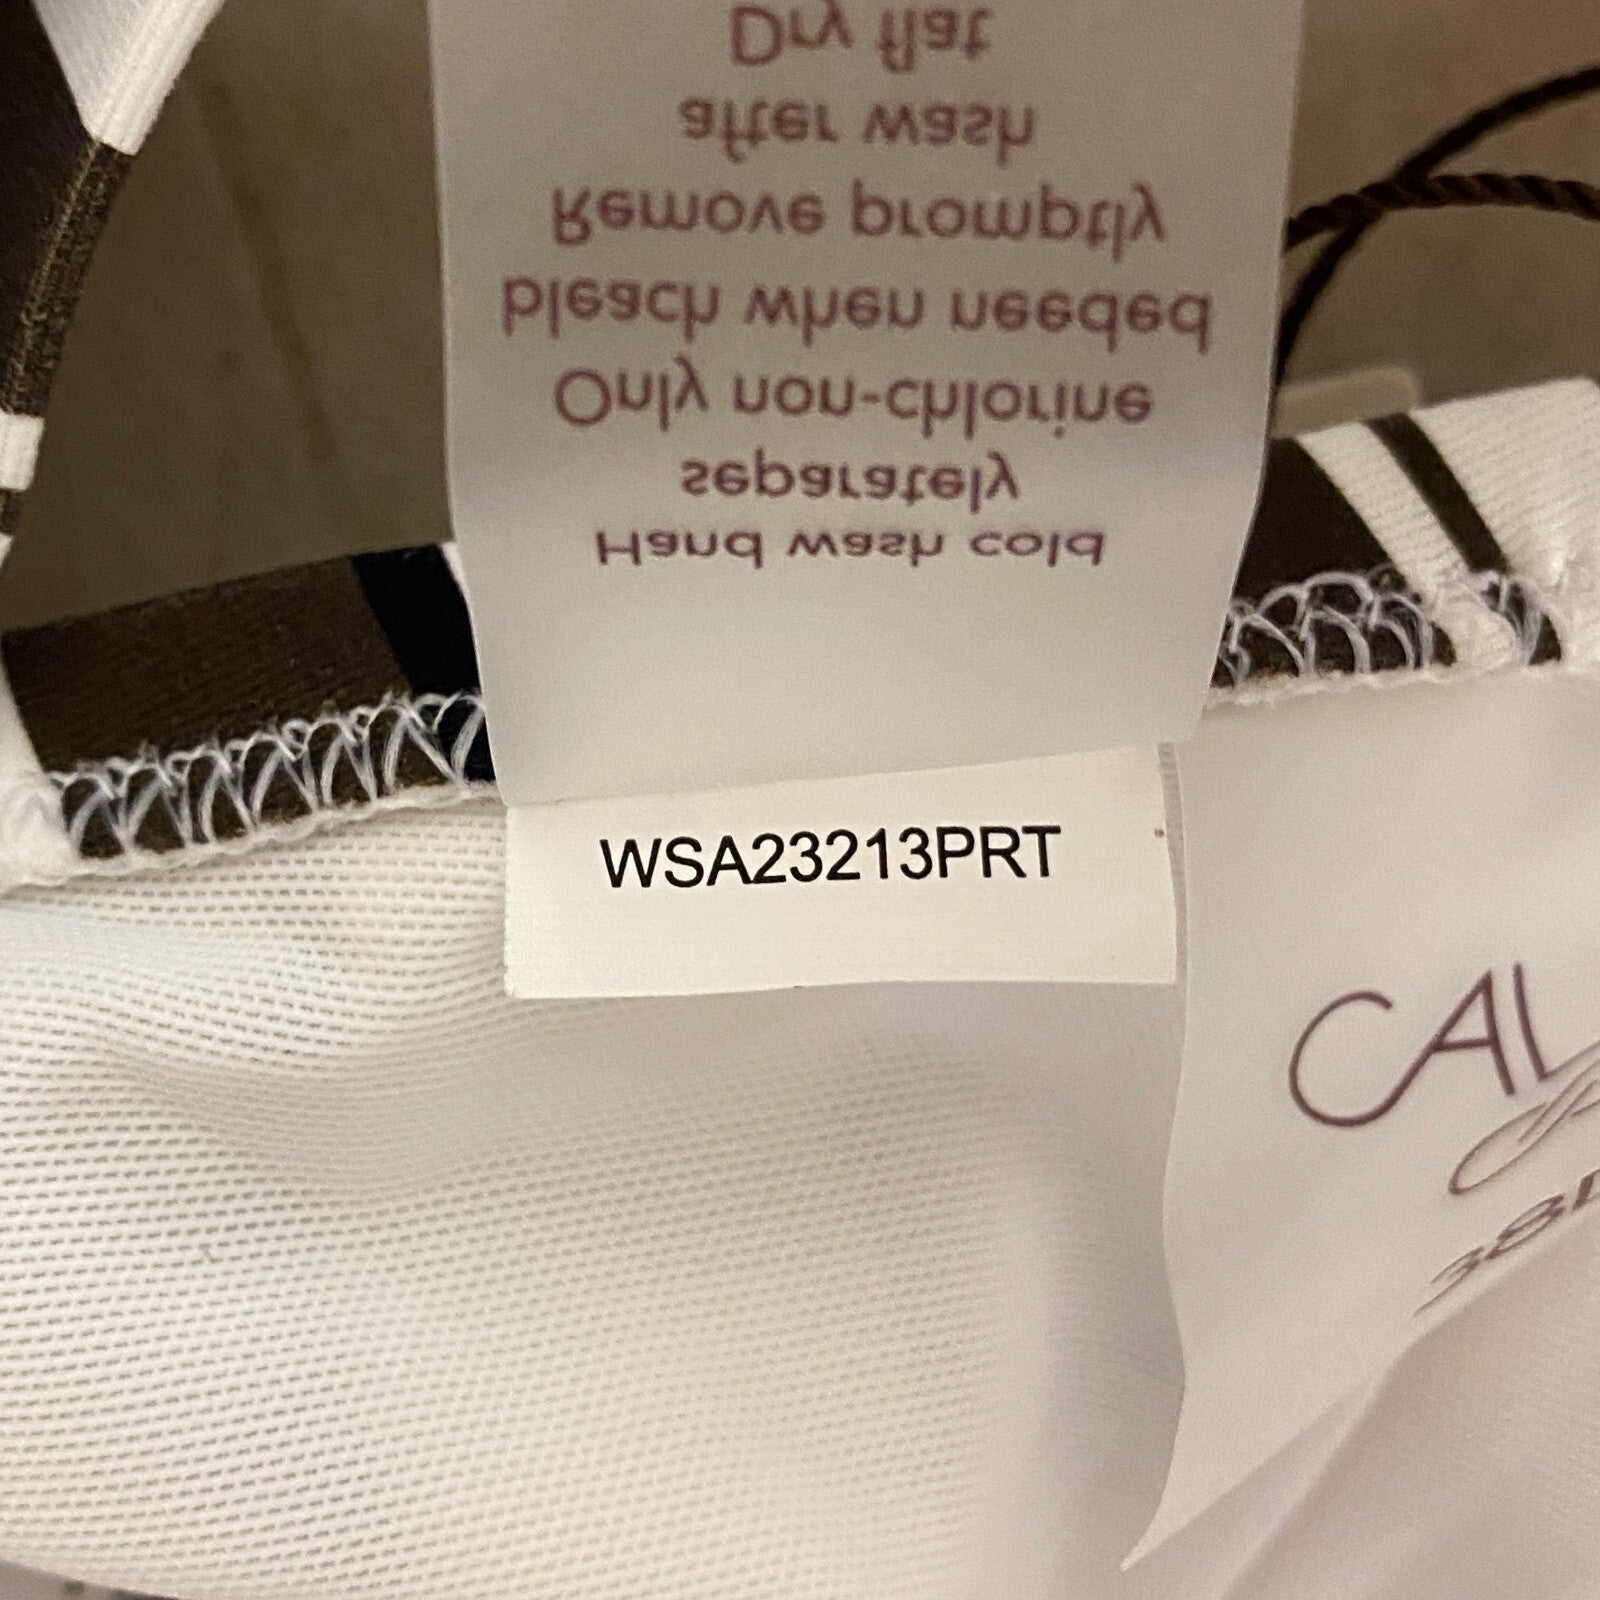 Hand wash cold
separately
Only non-chlorine
bleach when needed
Remove promptly
after wash
Dry flat
WSA23213PRT
CAL